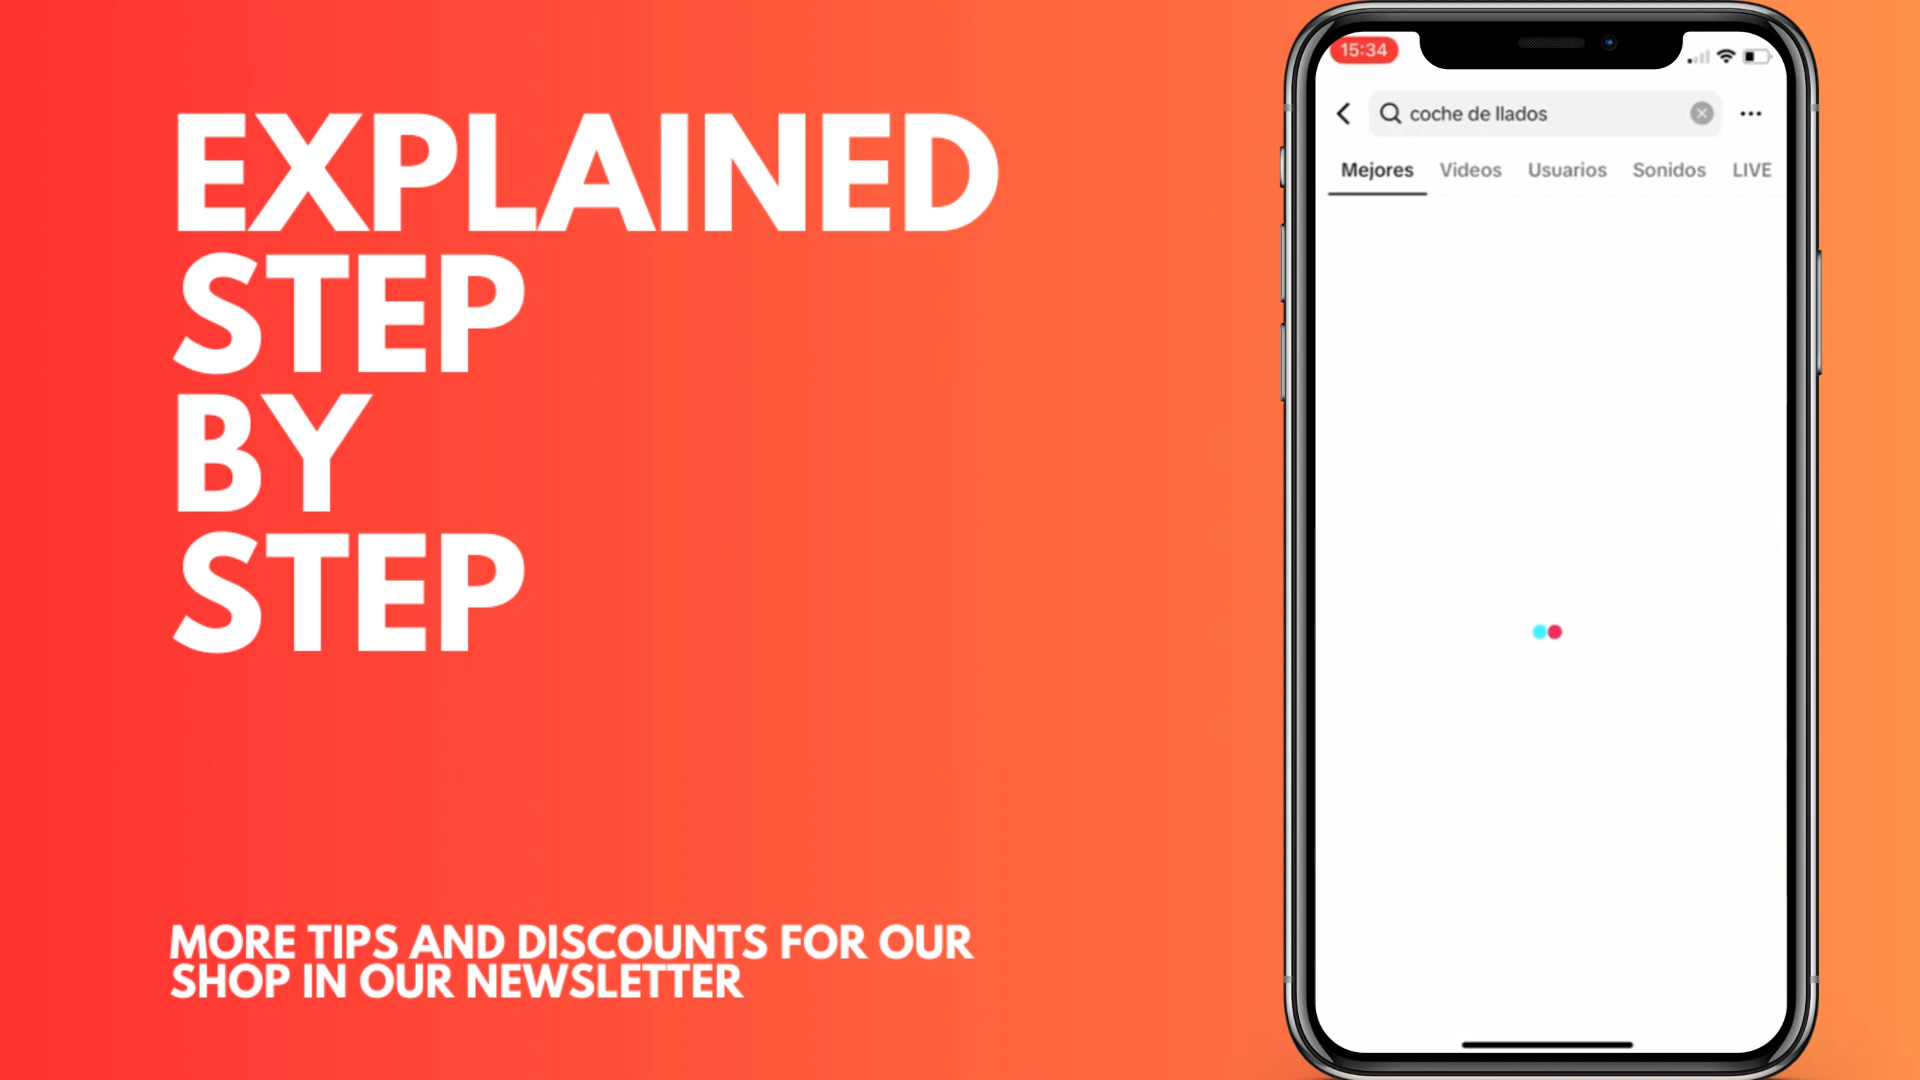 EXPLAINED
STEP
BY
STEP
MORE TIPS AND DISCOUNTS FOR OUR
SHOP IN OUR NEWSLETTER
15:34
coche de llados
Mejores Videos Usuarios Sonidos LIVE